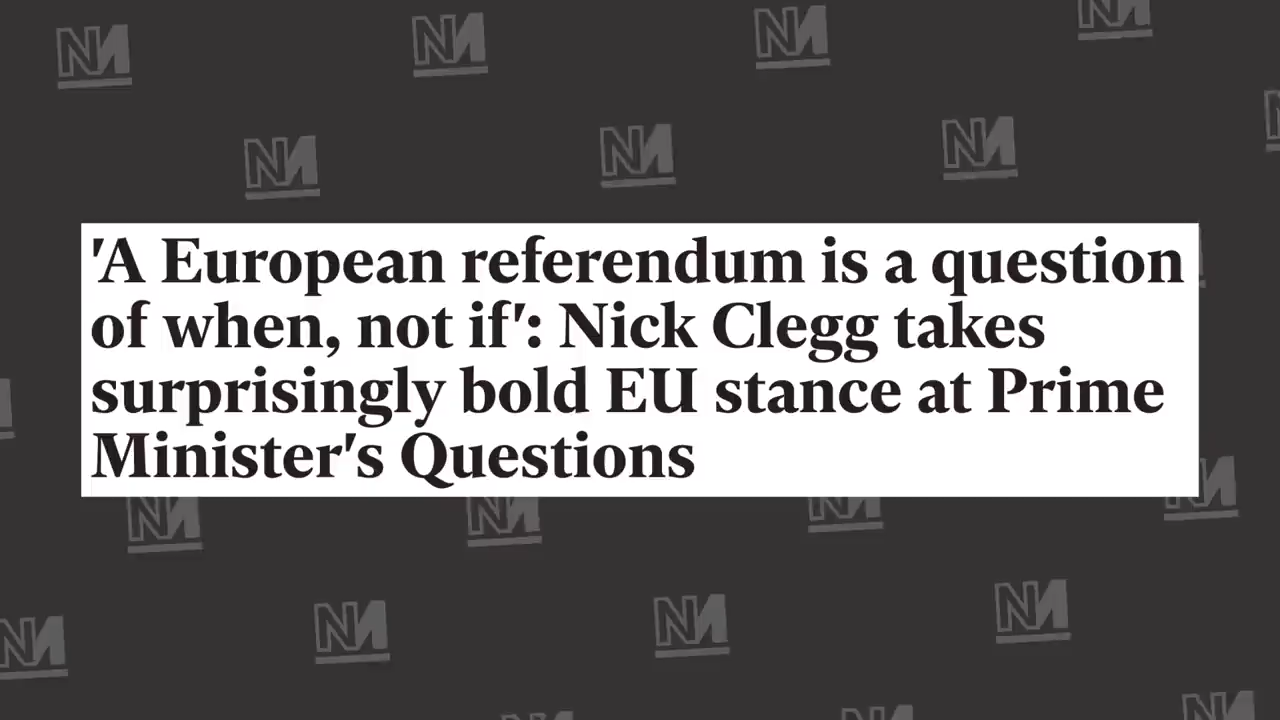 'A European referendum is a question
of when, not if': Nick Clegg takes
surprisingly bold EU stance at Prime
Minister's Questions